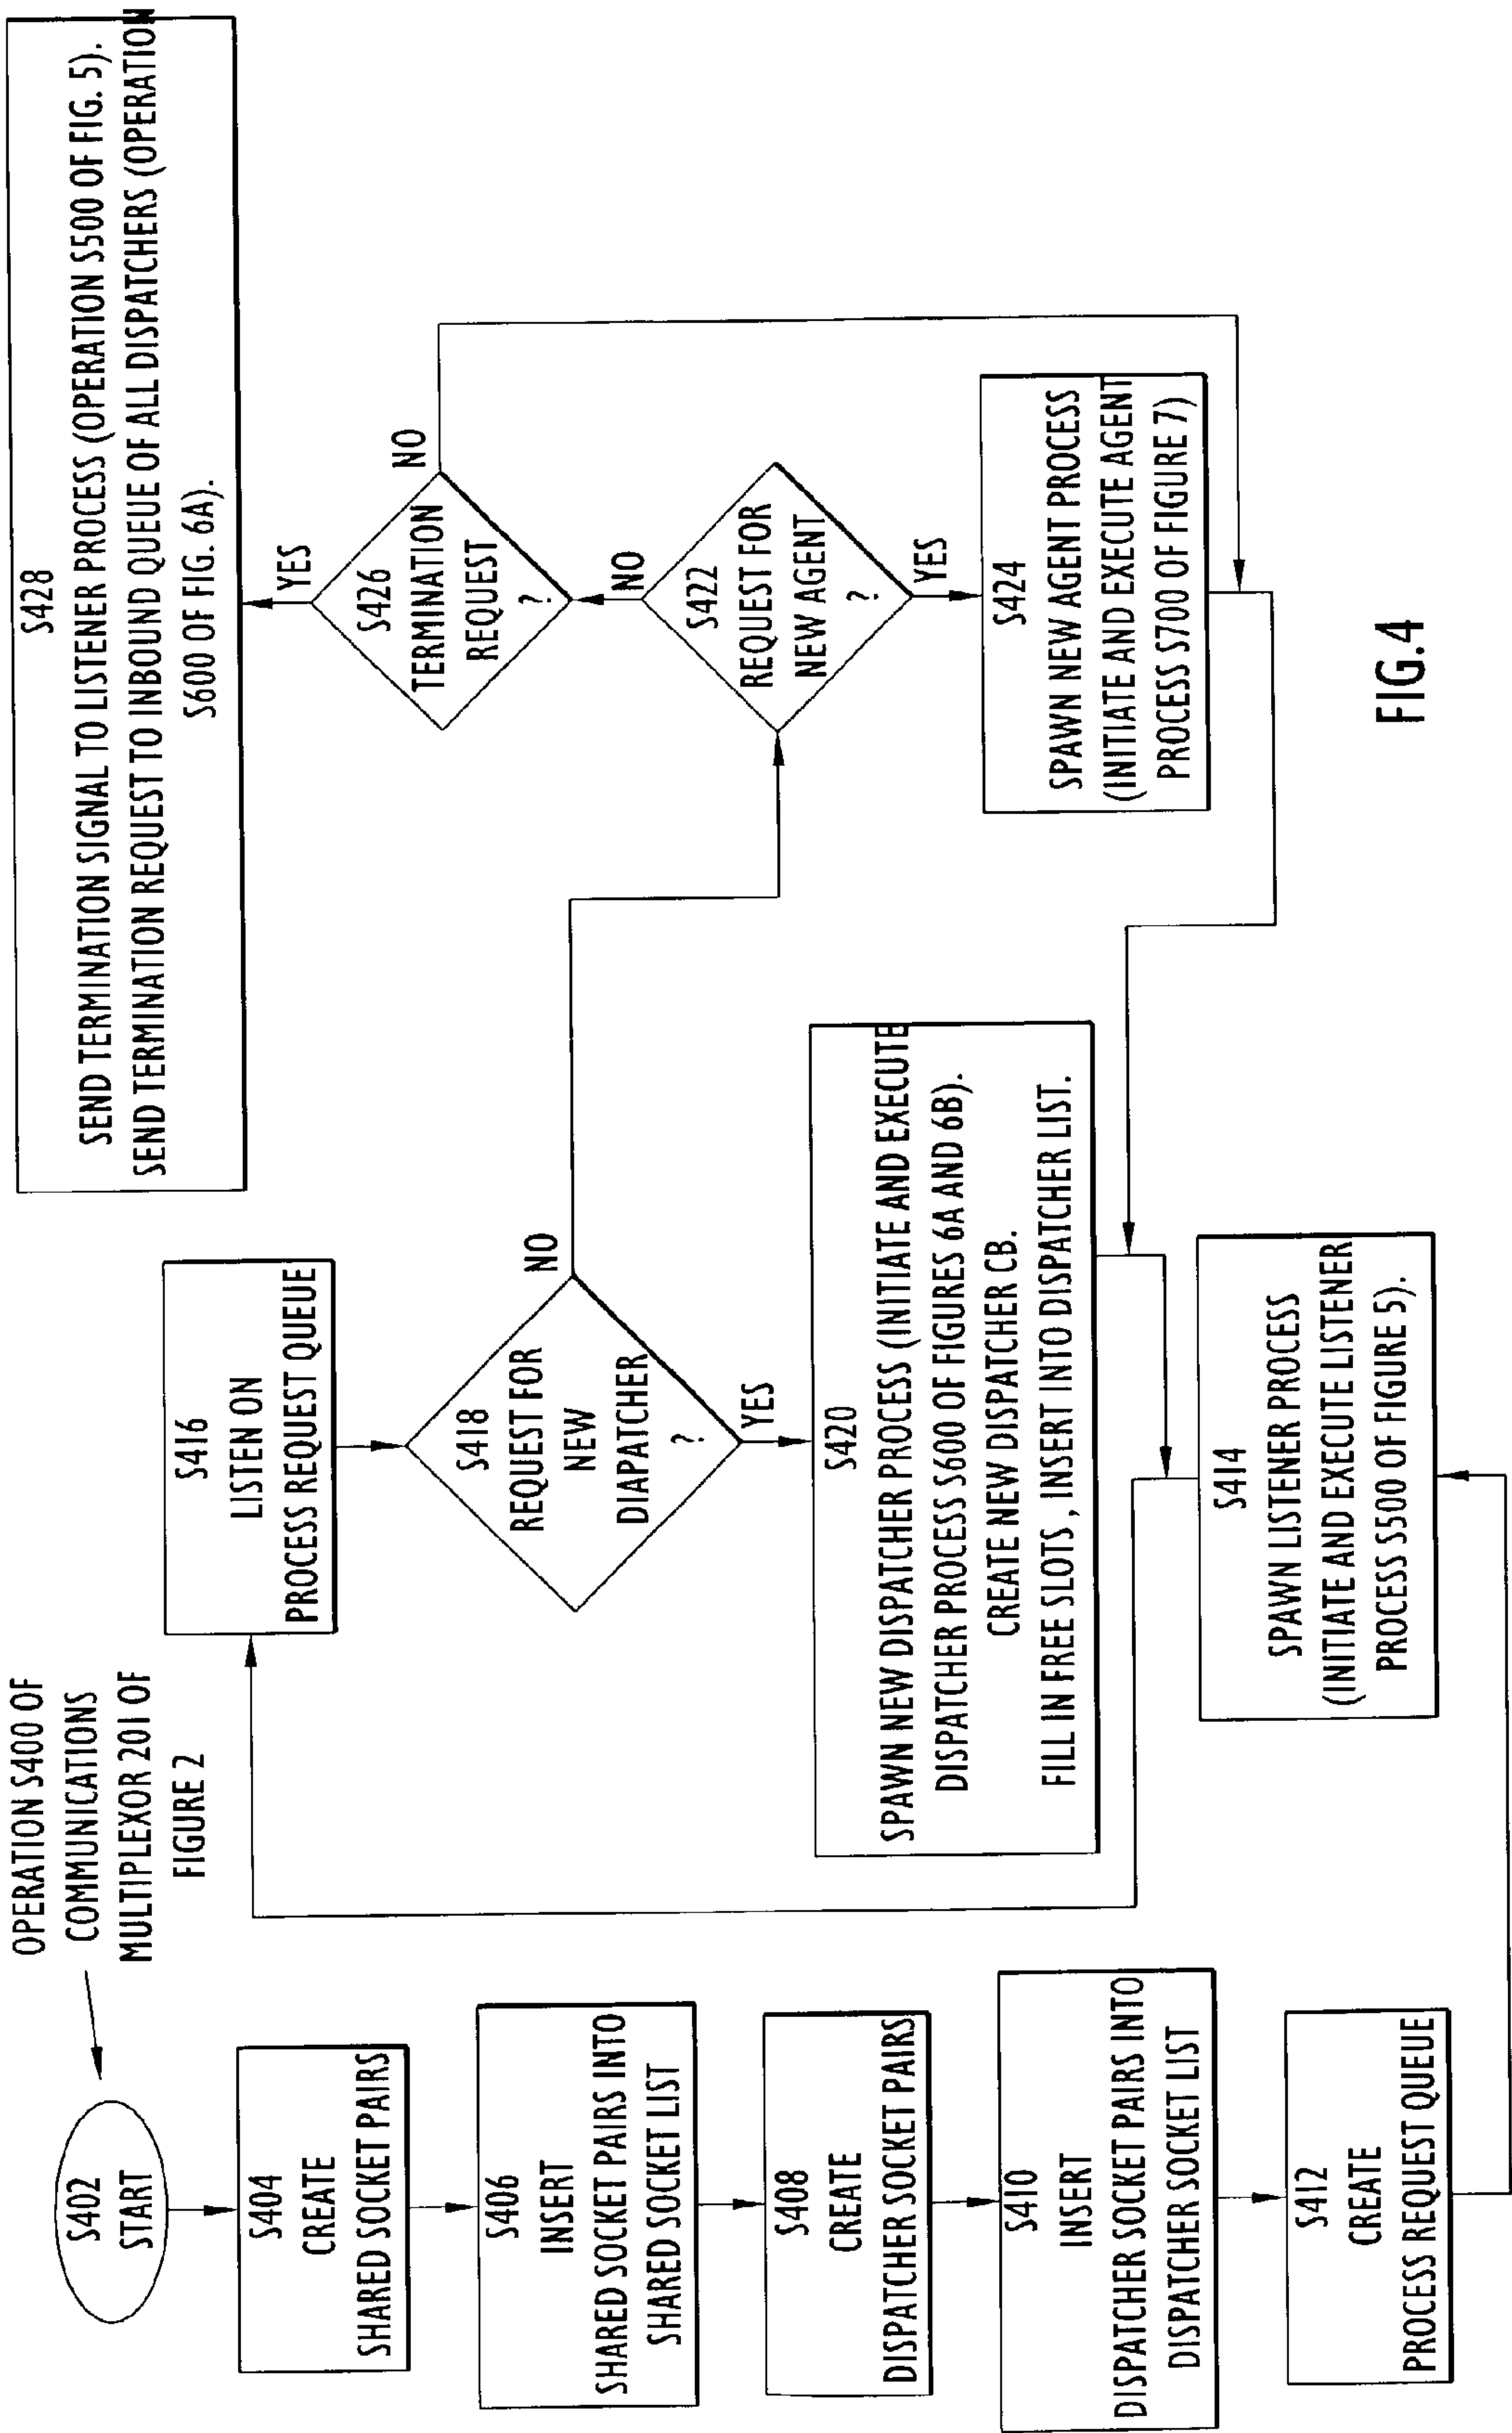 OPERATION S400 OF
COMMUNICATIONS
MULTIPLEXOR 201 OF
FIGURE 2
S402
START
S404
CREATE
SHARED SOCKET PAIRS
S406
INSERT
SHARED SOCKET PAIRS INTO
SHARED SOCKET LIST
S408
CREATE
DISPATCHER SOCKET PAIRS
S410
INSERT
DISPATCHER SOCKET PAIRS INTO
DISPATCHER SOCKET LIST
S412
CREATE
PROCESS REQUEST QUEUE
S414
SPAWN LISTENER PROCESS
(INITIATE AND EXECUTE LISTENER
PROCESS S500 OF FIGURE 5).
S416
LISTEN ON
PROCESS REQUEST QUEUE
S418
REQUEST FOR
NEW
DIAPATCHER
?
NO
YES
S420
SPAWN NEW DISPATCHER PROCESS (INITIATE AND EXECUTE
DISPATCHER PROCESS S600 OF FIGURES 6A AND 6B).
CREATE NEW DISPATCHER CB.
FILL IN FREE SLOTS , INSERT INTO DISPATCHER LIST.
S422
REQUEST FOR
NEW AGENT
?
NO
YES
S424
SPAWN NEW AGENT PROCESS
(INITIATE AND EXECUTE AGENT
PROCESS S700 OF FIGURE 7)
S426
TERMINATION
REQUEST
?
NO
YES
S428
SEND TERMINATION SIGNAL TO LISTENER PROCESS (OPERATION S500 OF FIG. 5).
SEND TERMINATION REQUEST TO INBOUND QUEUE OF ALL DISPATCHERS (OPERATION
S600 OF FIG. 6A).
FIG.4